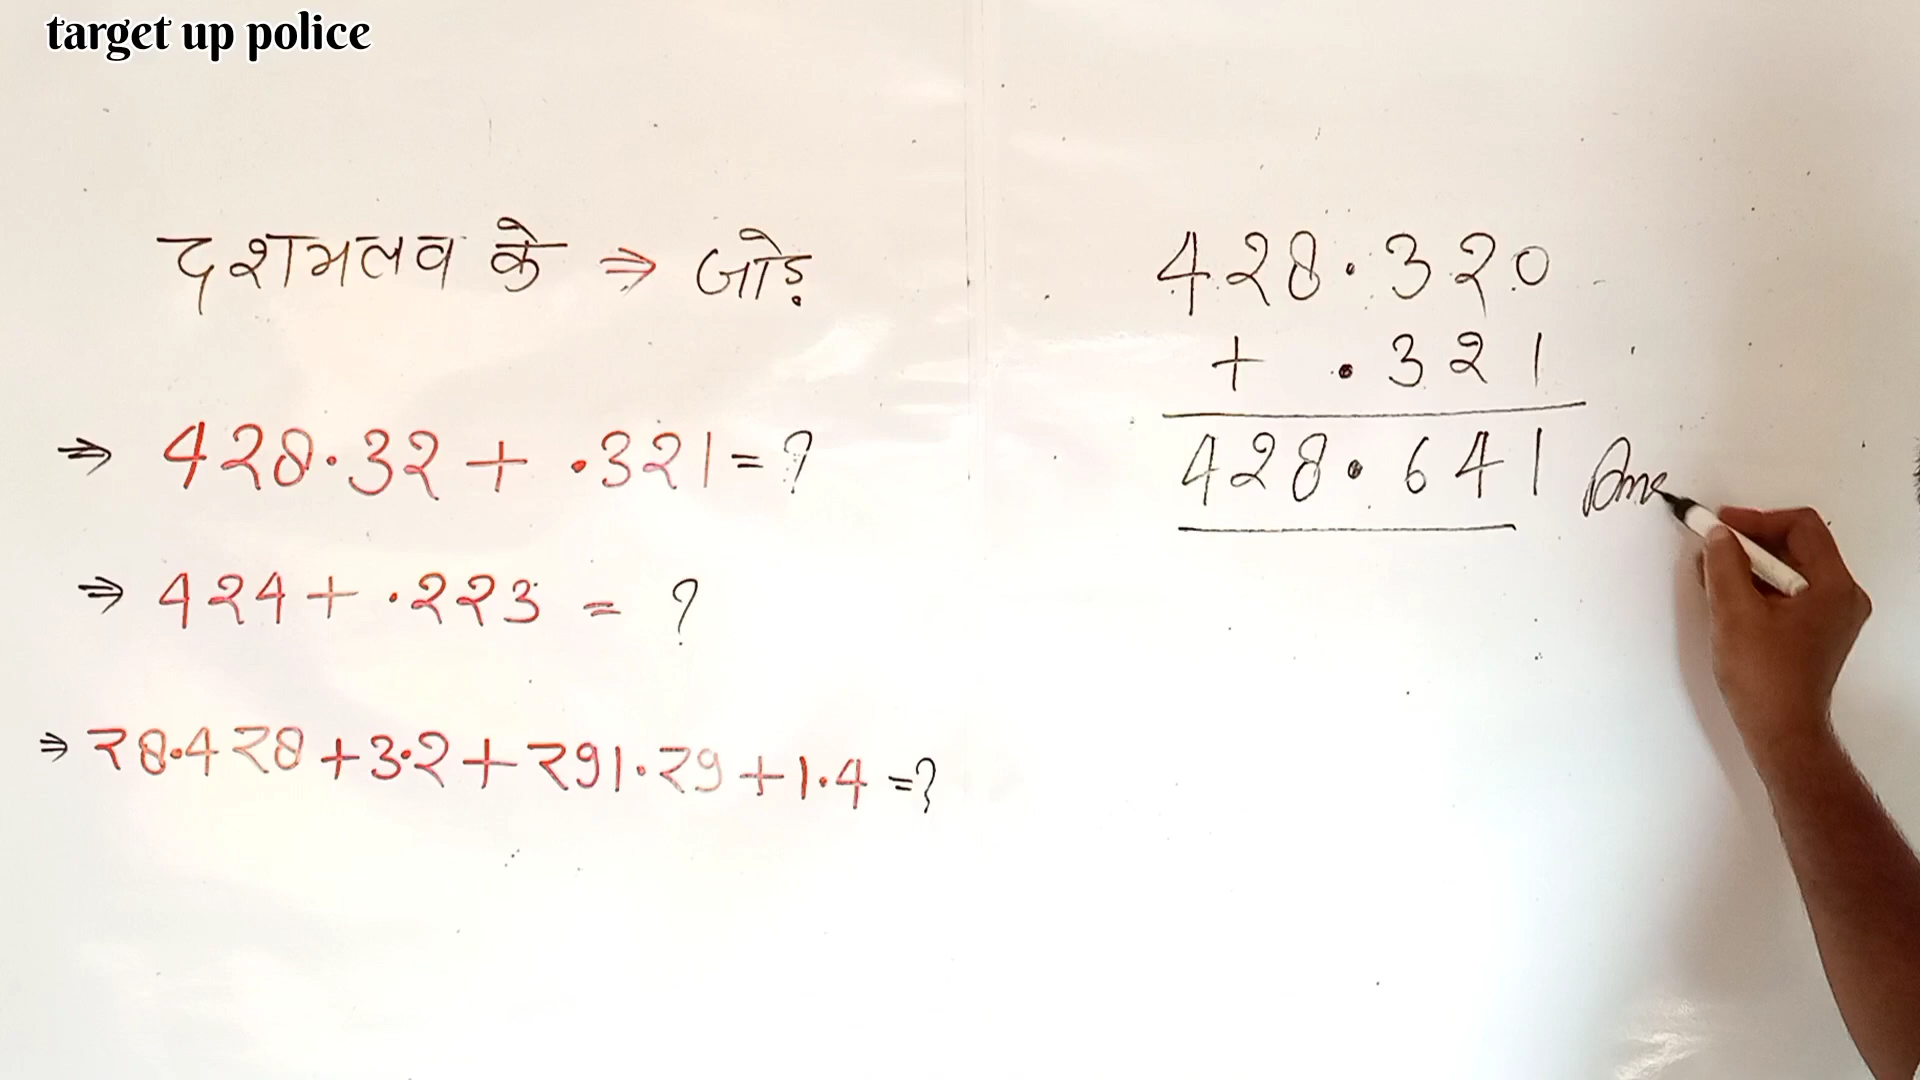 target up police
दशमलव के ⇒ जोड़
⇒ 428.32 + .321 = ?
⇒ 424 + .223 = ?
⇒ 28.428 + 3.2 + 291.29 + 1.4 = ?
428.320
+ .321
428.641 Ans